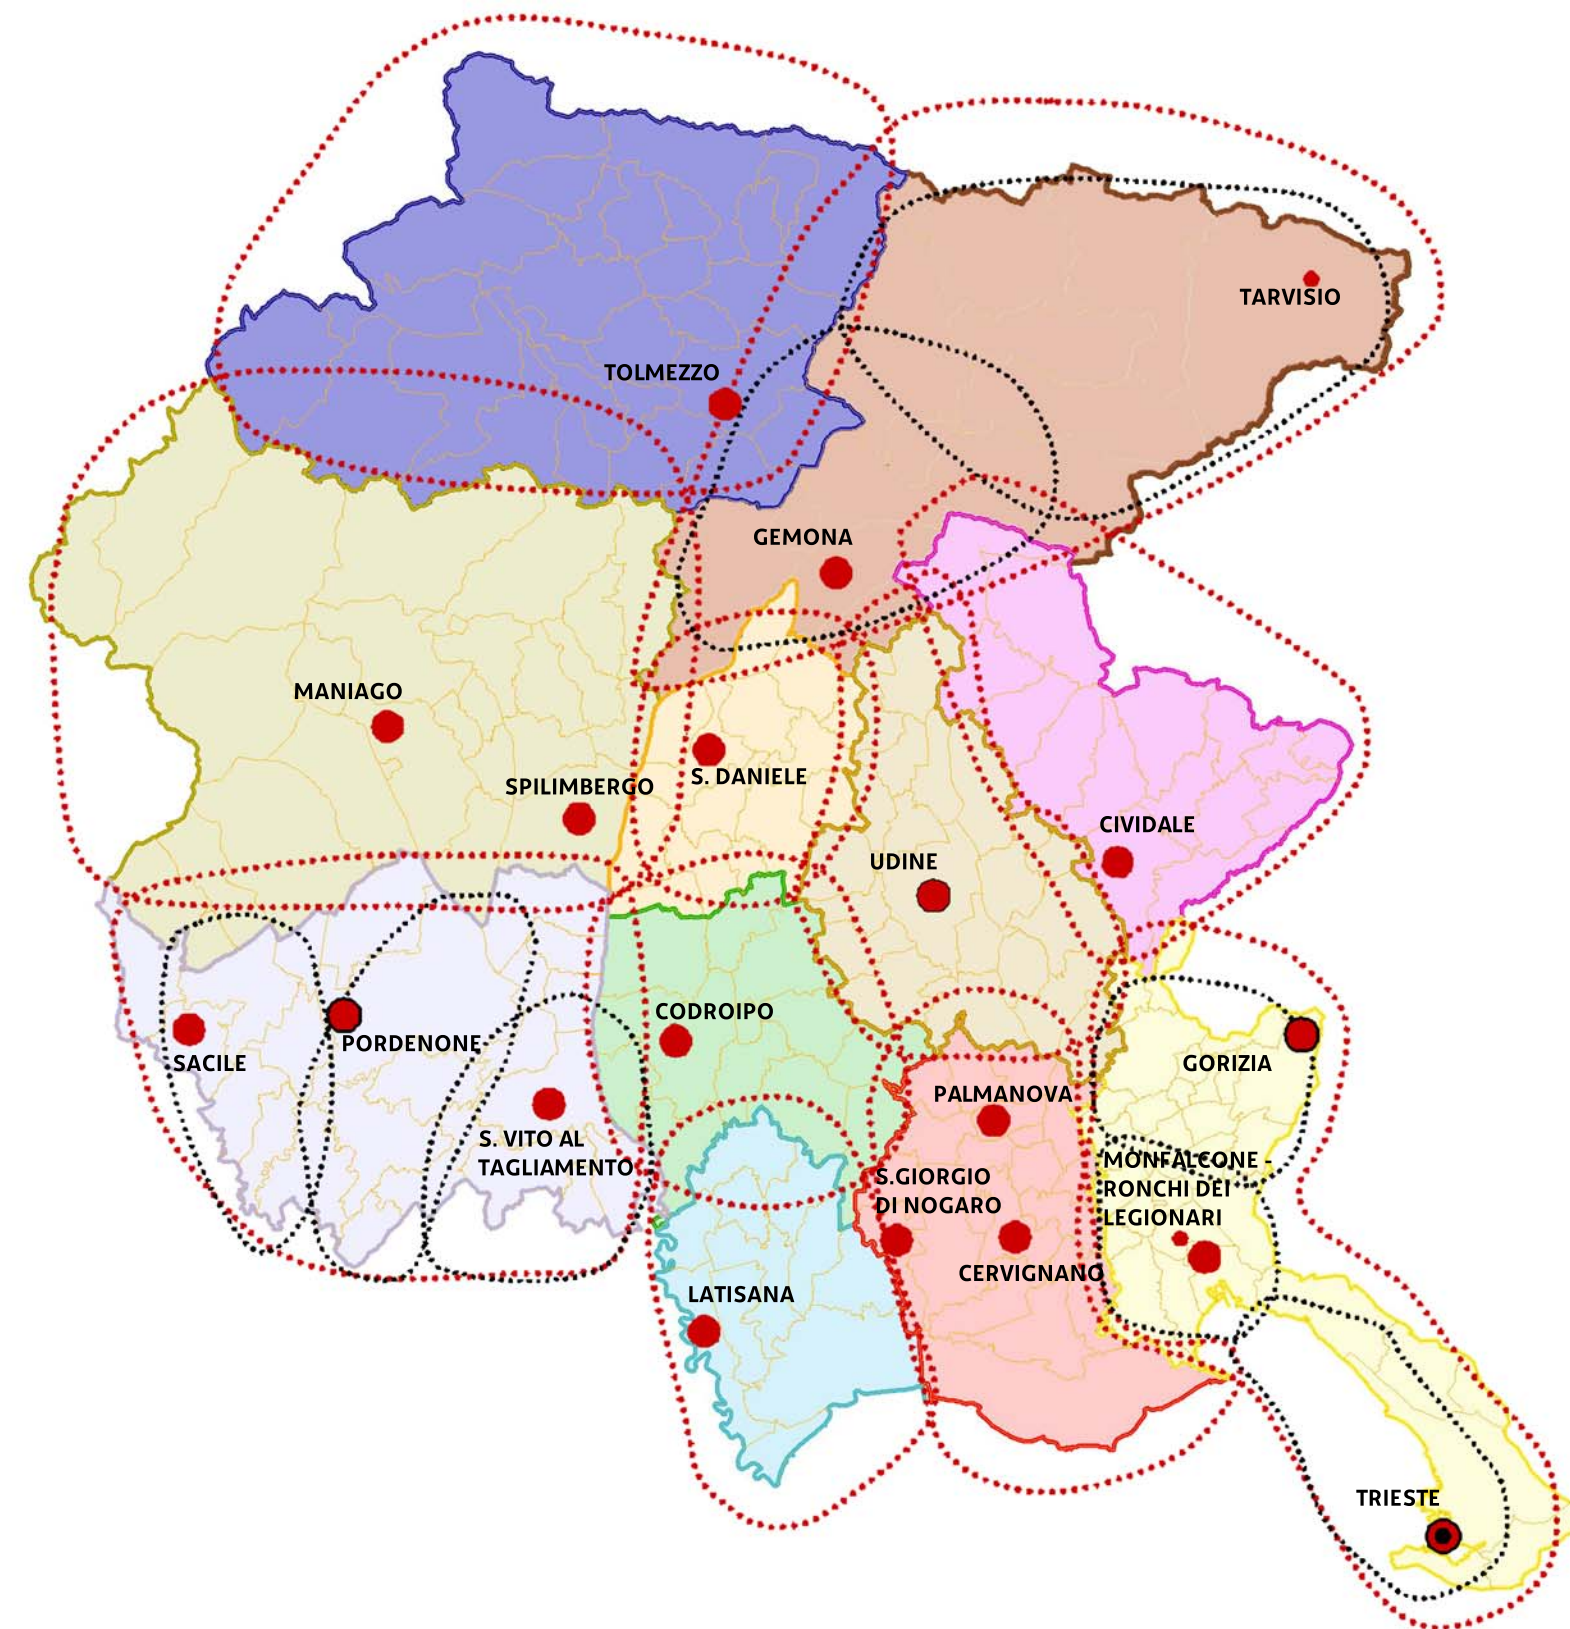 TARVISIO
TOLMEZZO
GEMONA
MANIAGO
SPILIMBERGO
S. DANIELE
CIVIDALE
UDINE
CODROIPO
PORDENONE
SACILE
GORIZIA
PALMANOVA
S. VITO AL
TAGLIAMENTO
MONFALCONE -
RONCHI DEI
LEGIONARI
S.GIORGIO
DI NOGARO
CERVIGNANO
LATISANA
TRIESTE